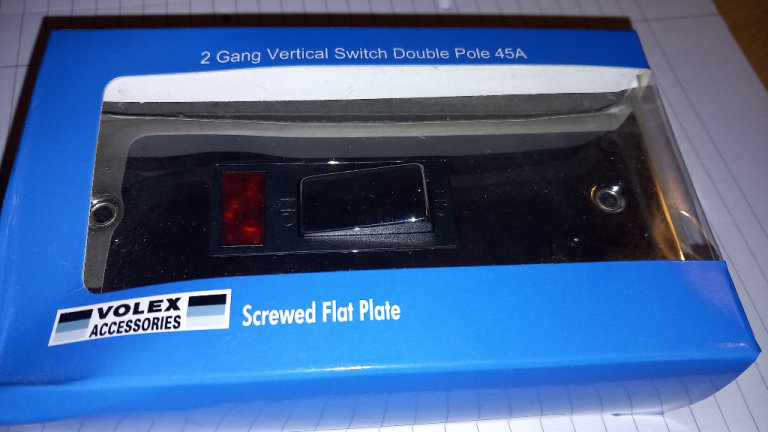 2 Gang Vertical Switch Double Pole 45A
VOLEX
ACCESSORIES
Screwed Flat Plate